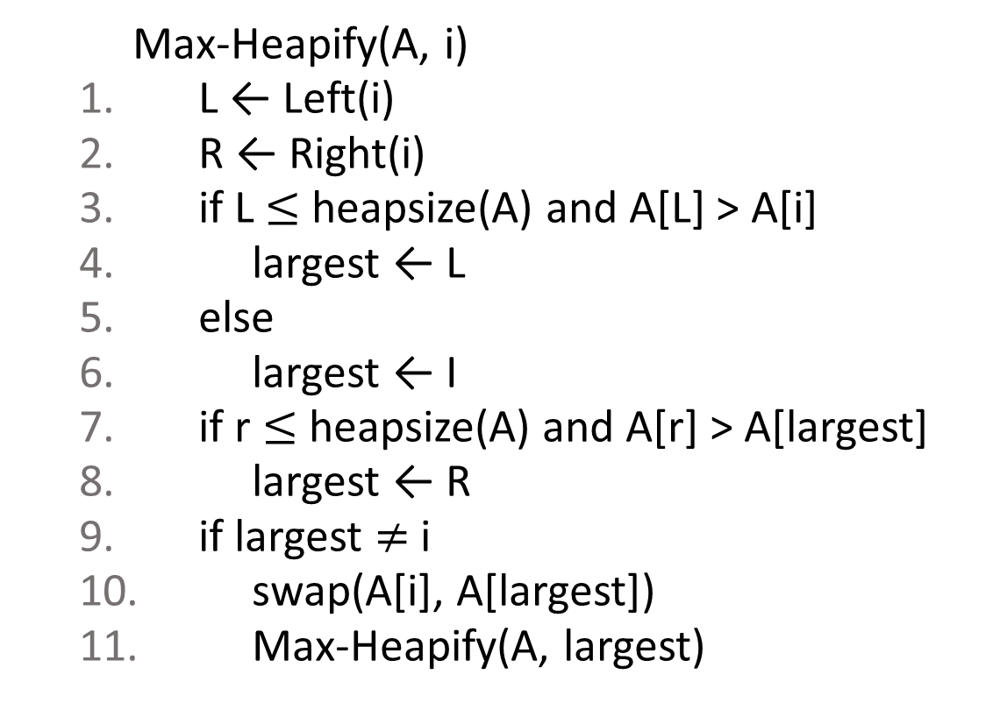 Max-Heapify(A, i)
1. L ← Left(i)
2. R ← Right(i)
3. if L ≤ heapsize(A) and A[L] > A[i]
4. largest ← L
5. else
6. largest ← I
7. if r ≤ heapsize(A) and A[r] > A[largest]
8. largest ← R
9. if largest ≠ i
10. swap(A[i], A[largest])
11. Max-Heapify(A, largest)